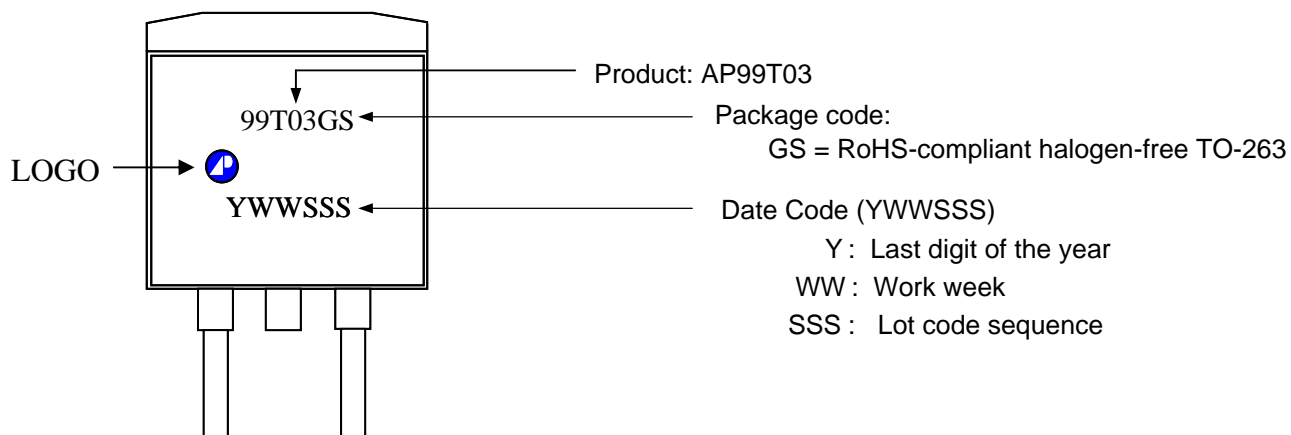 Product: AP99T03
99T03GS
Package code:
GS = RoHS-compliant halogen-free TO-263
LOGO
AP
YWWSSS
Date Code (YWWSSS)
Y : Last digit of the year
WW : Work week
SSS : Lot code sequence